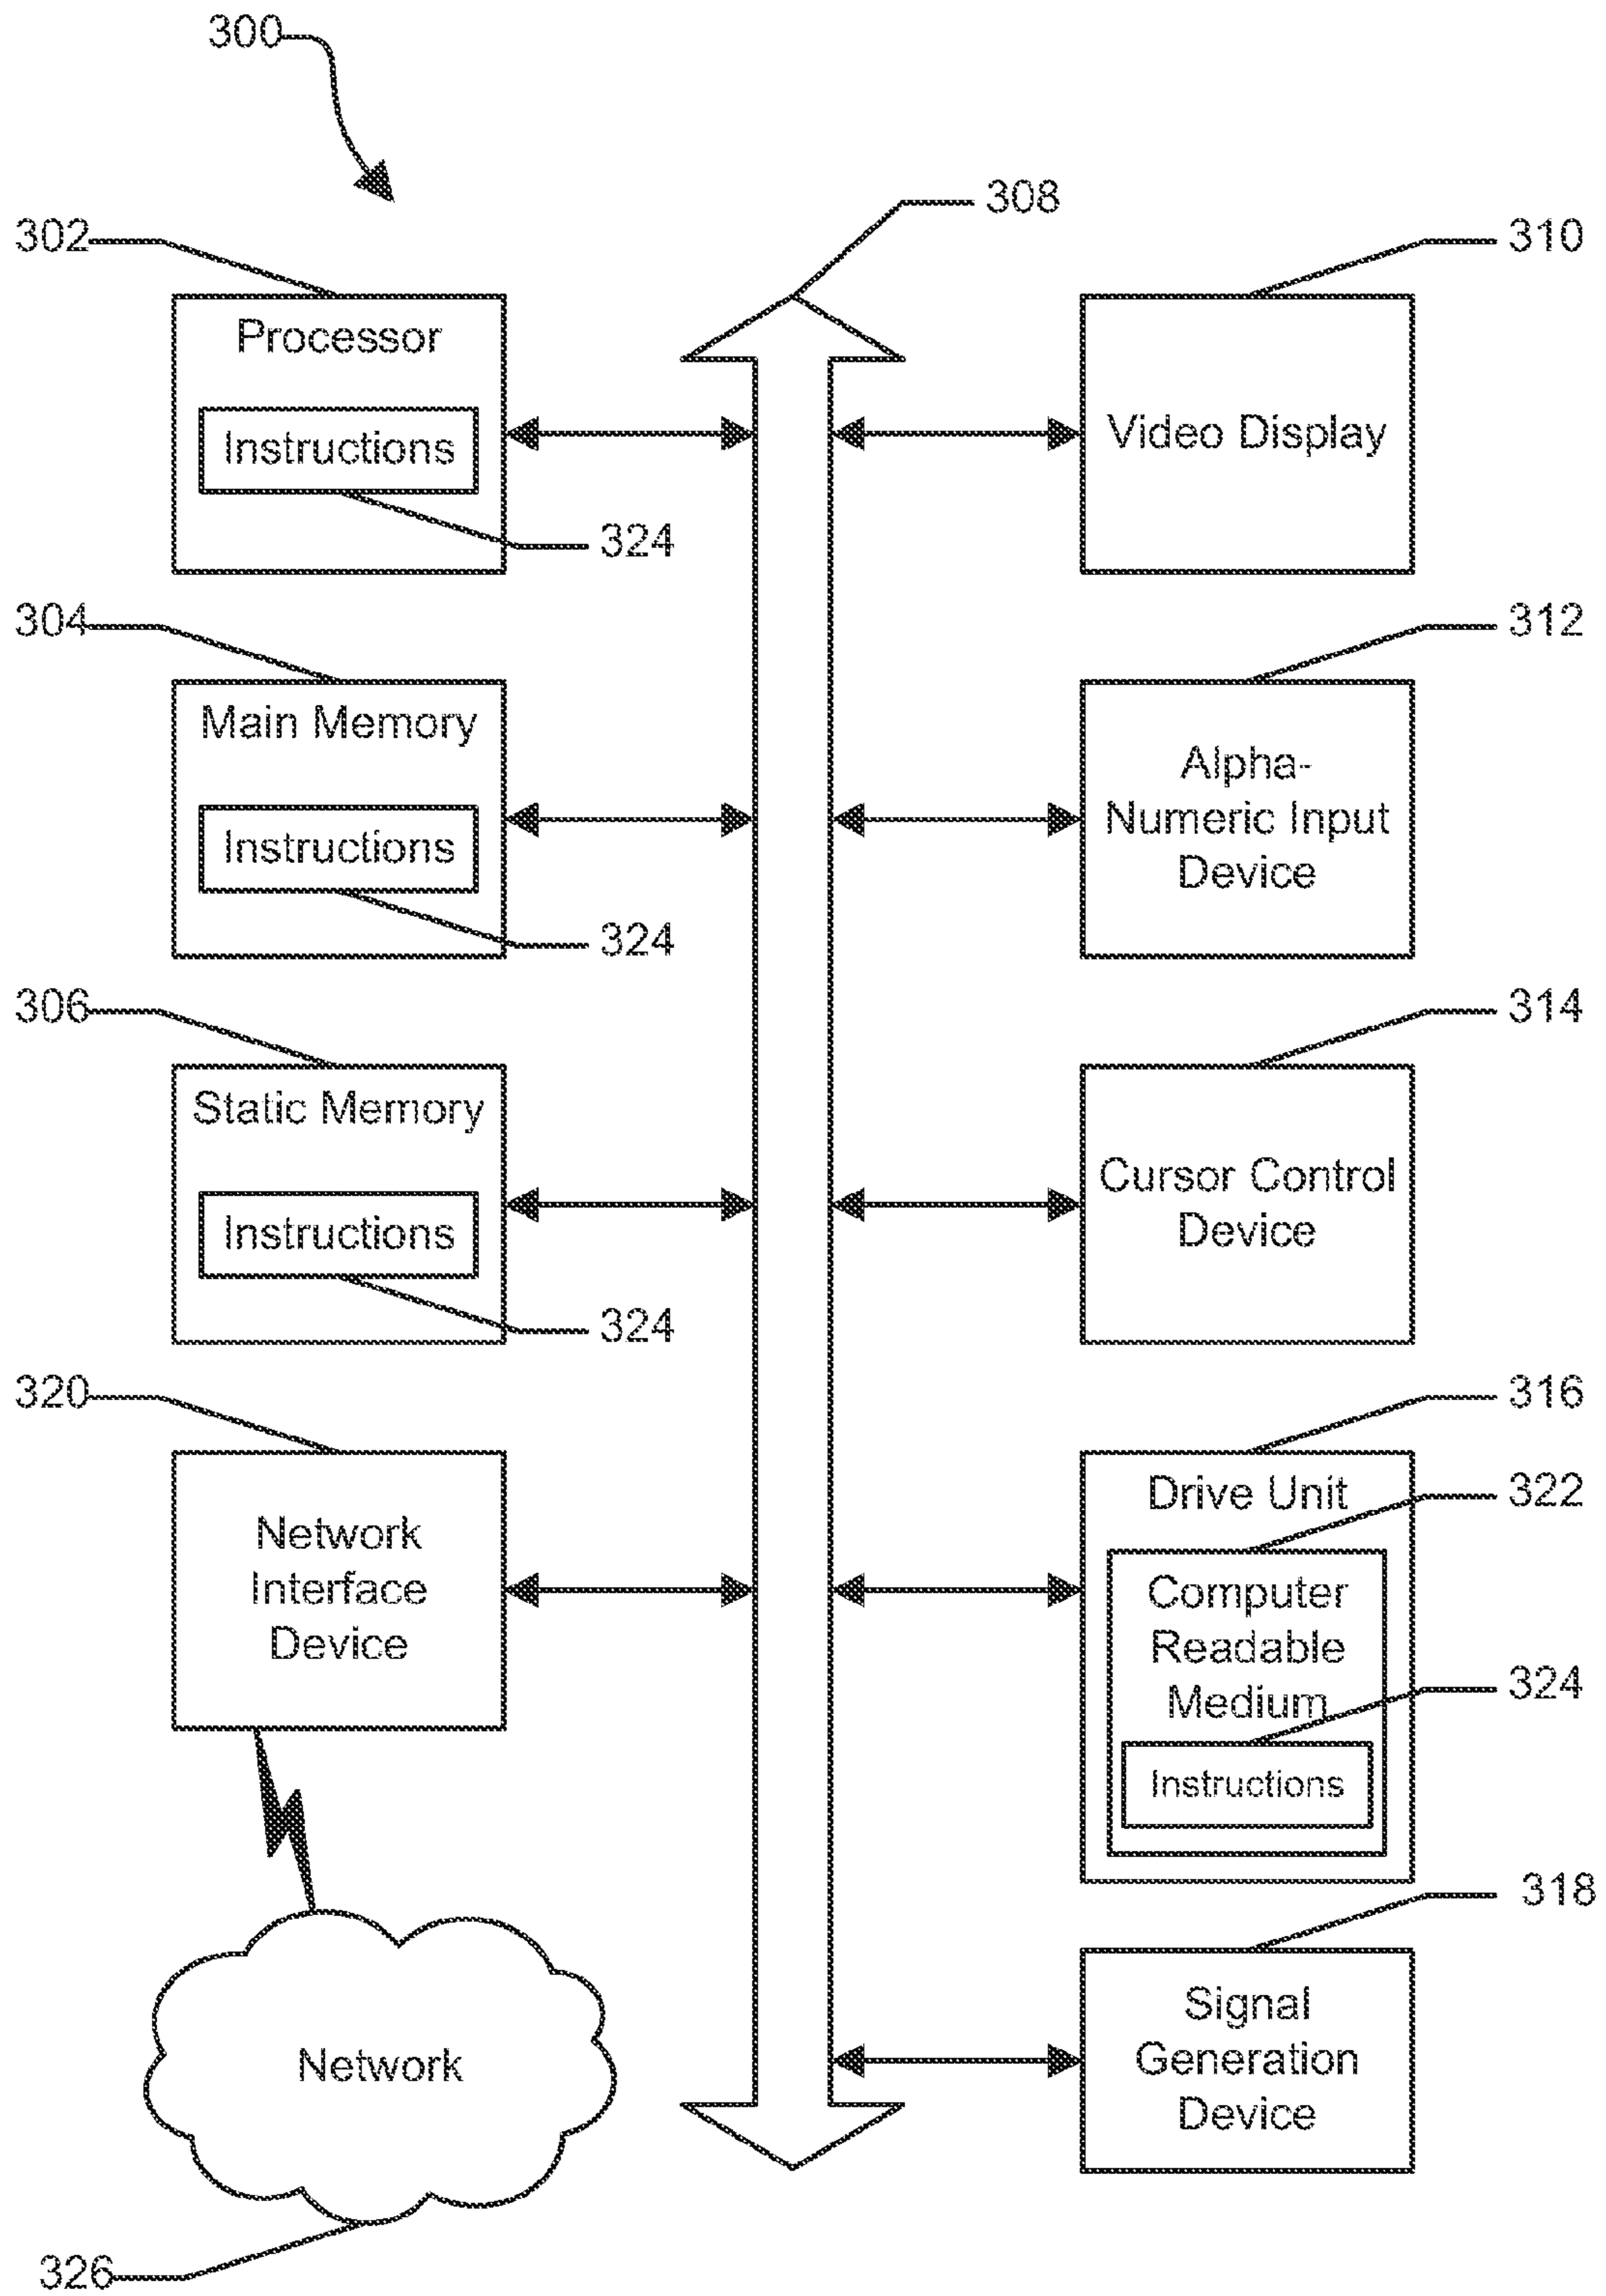 300
308
302
310
Processor
Instructions
324
Video Display
304
312
Main Memory
Instructions
324
Alpha-
Numeric Input
Device
306
314
Static Memory
Instructions
324
Cursor Control
Device
320
316
Network
Interface
Device
Drive Unit
322
Computer
Readable
Medium
324
Instructions
318
Network
Signal
Generation
Device
326